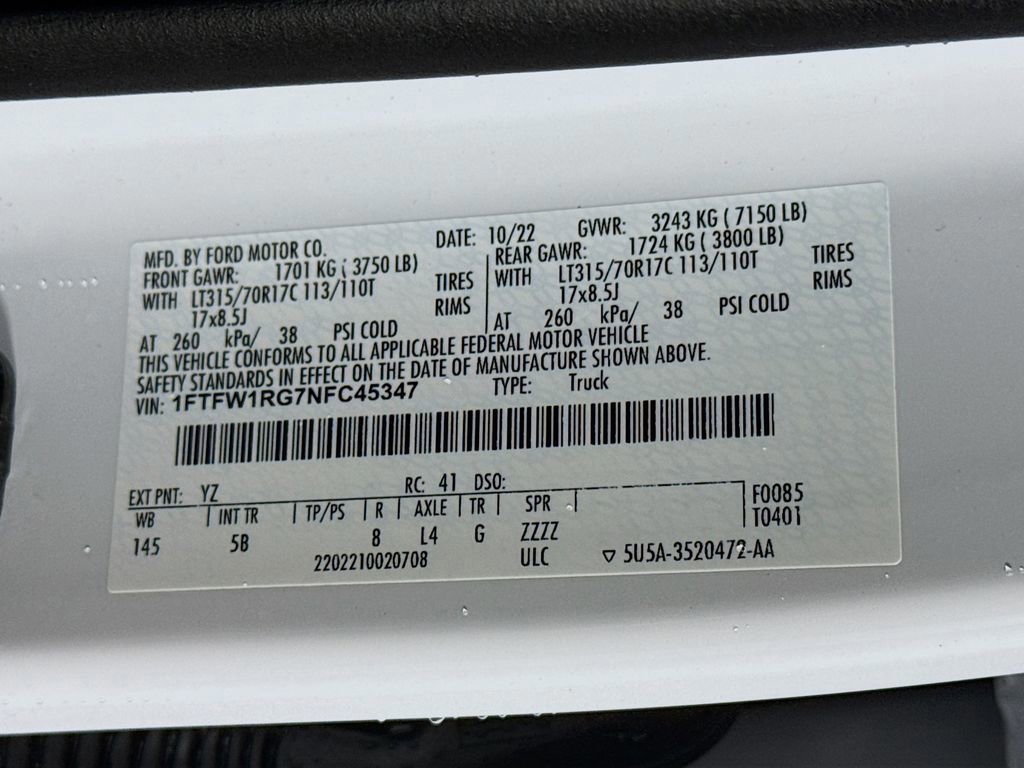 MFD. BY FORD MOTOR CO. DATE: 10/22 GVWR: 3243 KG ( 7150 LB)
FRONT GAWR: 1701 KG ( 3750 LB) REAR GAWR: 1724 KG ( 3800 LB)
WITH LT315/70R17C 113/110T TIRES WITH LT315/70R17C 113/110T TIRES
17x8.5J RIMS 17x8.5J RIMS
AT 260 kPa/ 38 PSI COLD AT 260 kPa/ 38 PSI COLD
THIS VEHICLE CONFORMS TO ALL APPLICABLE FEDERAL MOTOR VEHICLE
SAFETY STANDARDS IN EFFECT ON THE DATE OF MANUFACTURE SHOWN ABOVE.
VIN: 1FTFW1RG7NFC45347 TYPE: Truck
EXT PNT: YZ RC: 41 DSO: F0085
WB INT TR TP/PS R AXLE TR SPR T0401
145 5B 8 L4 G ZZZZ
2202210020708 ULC ▽ 5U5A-3520472-AA